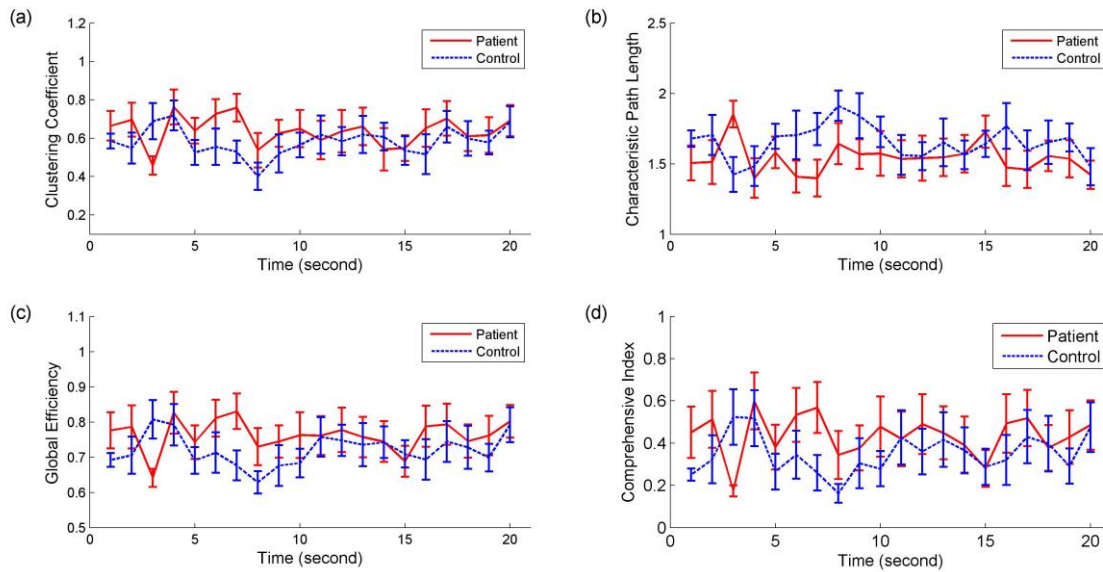 (a)
Clustering Coefficient
1.2
1
0.8
0.6
0.4
0.2
0
5
10
15
20
Time (second)
Patient
Control
(b)
Characteristic Path Length
2.5
2
1.5
1
0
5
10
15
20
Time (second)
Patient
Control
(c)
Global Efficiency
1.1
1
0.9
0.8
0.7
0.6
0.5
0
5
10
15
20
Time (second)
Patient
Control
(d)
Comprehensive Index
1
0.8
0.6
0.4
0.2
0
0
5
10
15
20
Time (second)
Patient
Control